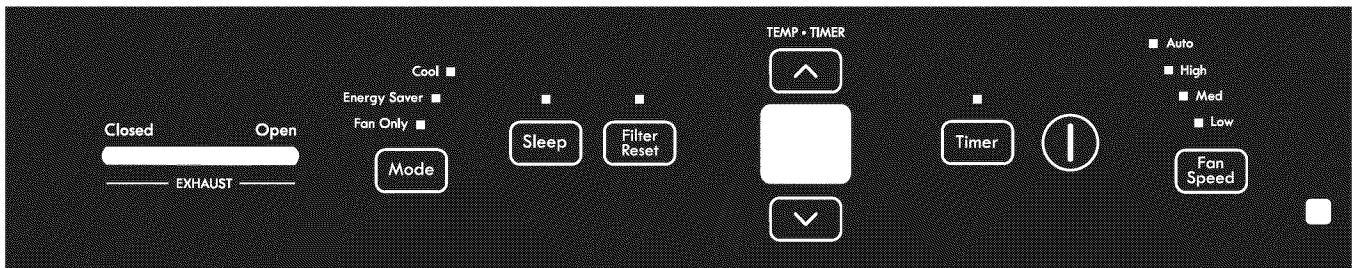 Closed Open
EXHAUST
Cool
Energy Saver
Fan Only
Mode
Sleep
Filter
Reset
TEMP • TIMER
Timer
Auto
High
Med
Low
Fan
Speed